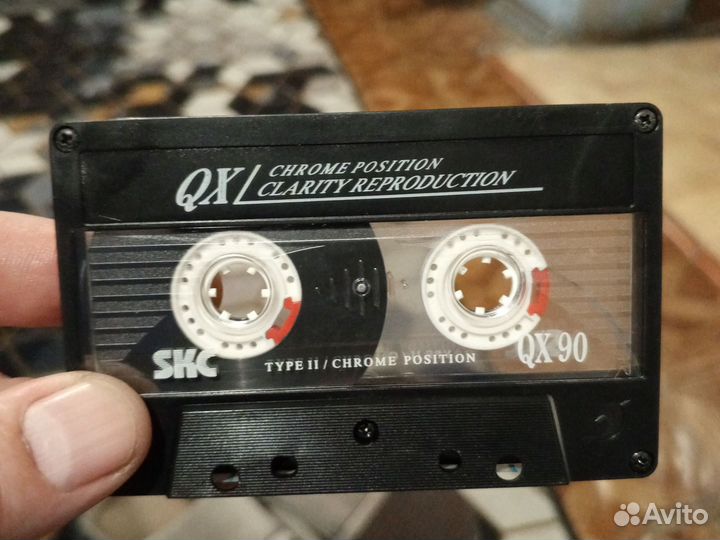 QX/ CHROME POSITION
CLARITY REPRODUCTION
SKC
TYPE II / CHROME POSITION
QX 90
Avito